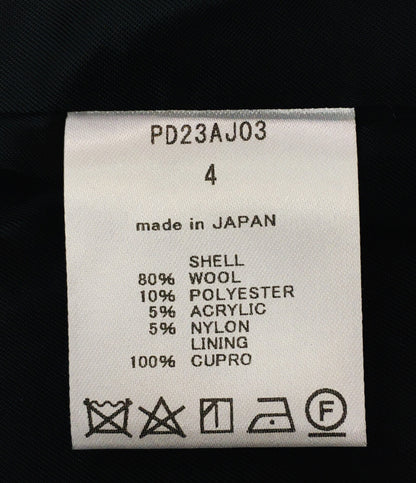 PD23AJ03
4
made in JAPAN
SHELL
80% WOOL
10% POLYESTER
5% ACRYLIC
5% NYLON
LINING
100% CUPRO
F